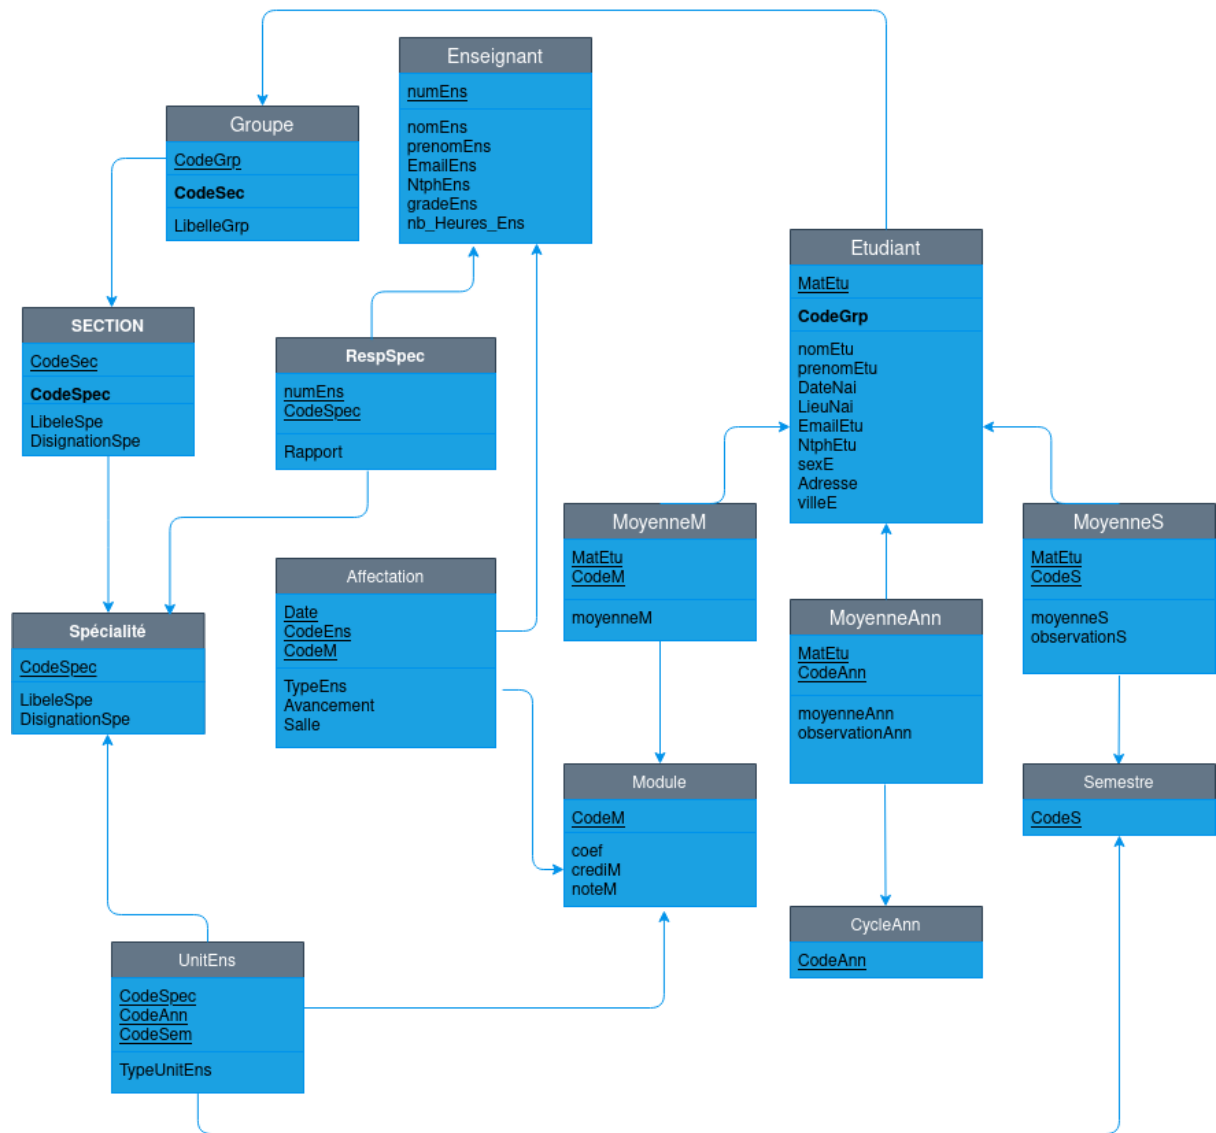 Enseignant
numEns
nomEns
prenomEns
EmailEns
NtphEns
gradeEns
nb_Heures_Ens
Groupe
CodeGrp
CodeSec
LibelleGrp
Etudiant
MatEtu
CodeGrp
nomEtu
prenomEtu
DateNai
LieuNai
EmailEtu
NtphEtu
sexE
Adresse
villeE
SECTION
CodeSec
CodeSpec
LibeleSpe
DisignationSpe
RespSpec
numEns
CodeSpec
Rapport
MoyenneM
MatEtu
CodeM
moyenneM
MoyenneS
MatEtu
CodeS
moyenneS
observationS
Affectation
Date
CodeEns
CodeM
TypeEns
Avancement
Salle
MoyenneAnn
MatEtu
CodeAnn
moyenneAnn
observationAnn
Spécialité
CodeSpec
LibeleSpe
DisignationSpe
Module
CodeM
coef
crediM
noteM
Semestre
CodeS
CycleAnn
CodeAnn
UnitEns
CodeSpec
CodeAnn
CodeSem
TypeUnitEns